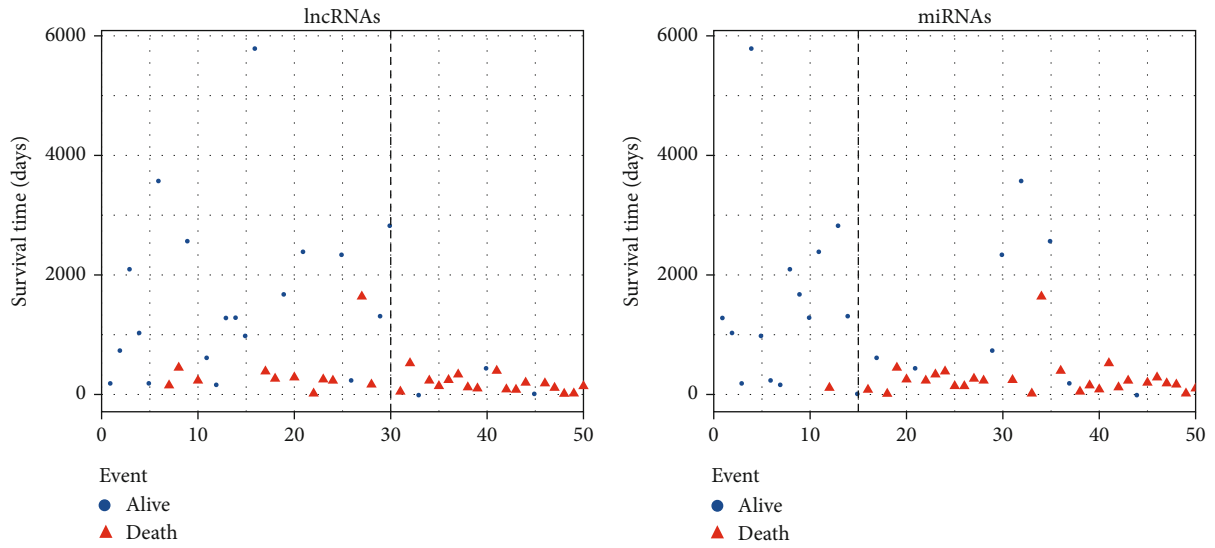 lncRNAs
Survival time (days)
6000
4000
2000
0
0 10 20 30 40 50
Event
Alive
Death
miRNAs
Survival time (days)
6000
4000
2000
0
0 10 20 30 40 50
Event
Alive
Death